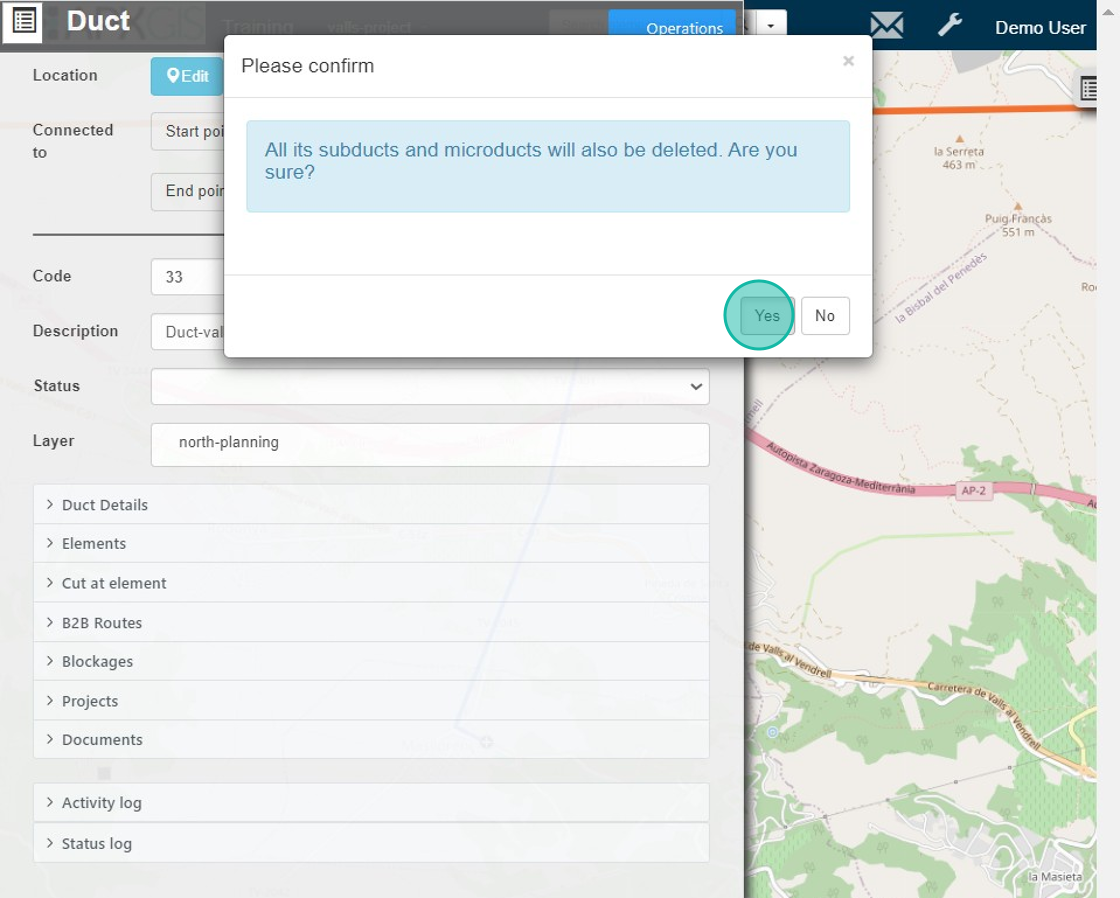 Duct
Training
valls-project
Operations
Demo User
Please confirm
×
All its subducts and microducts will also be deleted. Are you
sure?
Yes
No
Location
Edit
Connected
to
Start poi
End poin
Code
33
Description
Duct-val
Status
Layer
north-planning
Duct Details
Elements
Cut at element
B2B Routes
Blockages
Projects
Documents
Activity log
Status log
la Serreta
463 m
Puig Francàs
551 m
la Bisbal del Penedès
Autopista Zaragoza-Mediterrània
AP-2
de Valls al Vendrell
Carretera de Valls al Vendrell
la Masieta